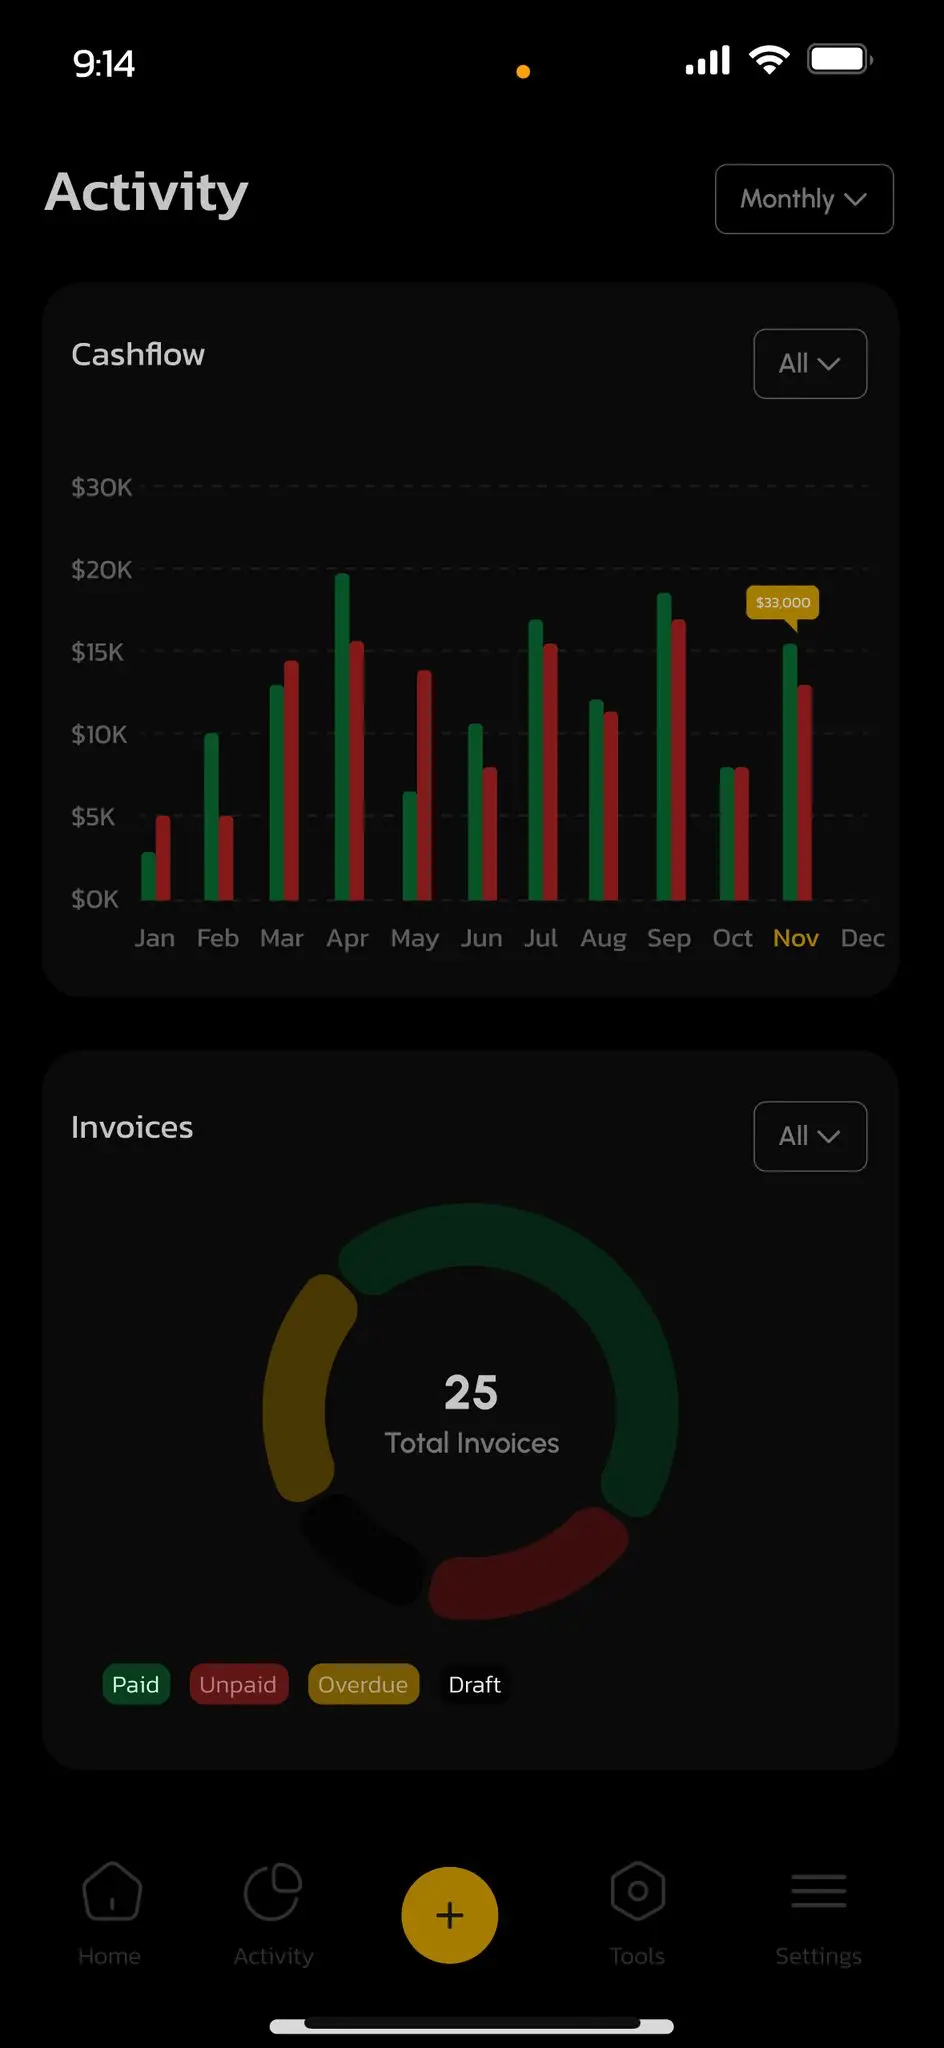 9:14
Activity
Monthly
Cashflow
All
$30K
$20K
$15K
$10K
$5K
$0K
$33,000
Jan Feb Mar Apr May Jun Jul Aug Sep Oct Nov Dec
Invoices
All
25
Total Invoices
Paid Unpaid Overdue Draft
Home Activity Tools Settings